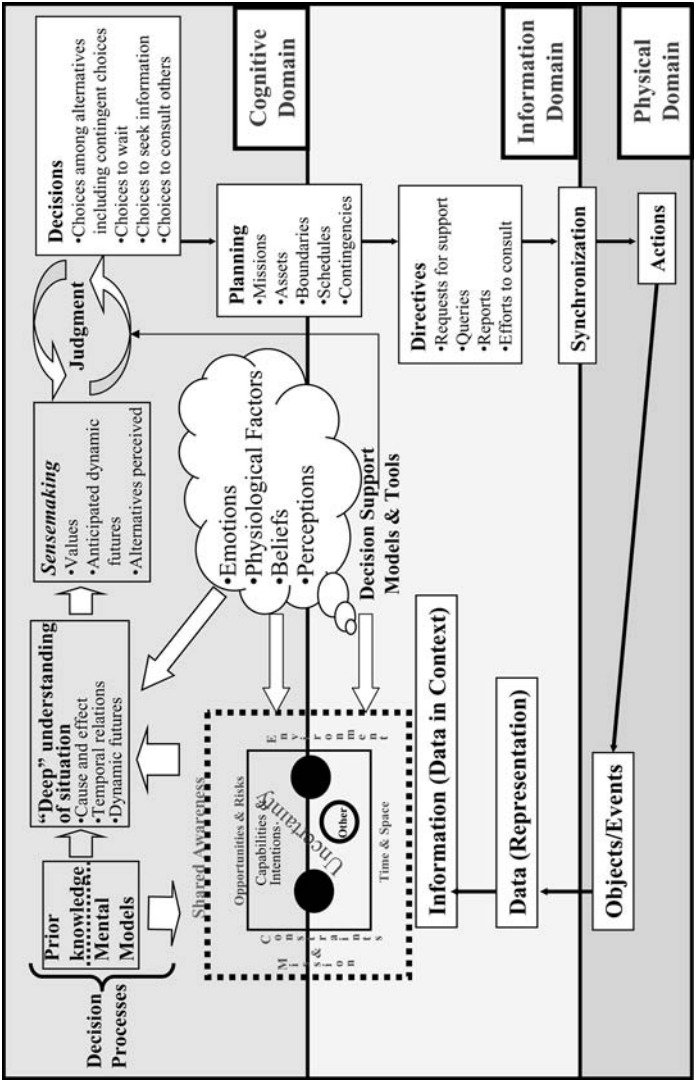 Decision
Processes
Prior
knowledge
Mental
Models
“Deep” understanding
of situation
•Cause and effect
•Temporal relations
•Dynamic futures
Sensemaking
•Values
•Anticipated dynamic
futures
•Alternatives perceived
Judgment
Decisions
•Choices among alternatives
including contingent choices
•Choices to wait
•Choices to seek information
•Choices to consult others
Shared Awareness
Opportunities & Risks
Capabilities &
Intentions
Uncertainty
Other
Time & Space
Mission
&
Constraints
Environment
•Emotions
•Physiological Factors
•Beliefs
•Perceptions
Planning
•Missions
•Assets
•Boundaries
•Schedules
•Contingencies
Cognitive
Domain
Decision Support
Models & Tools
Information (Data in Context)
Directives
•Requests for support
•Queries
•Reports
•Efforts to consult
Data (Representation)
Information
Domain
Synchronization
Objects/Events
Actions
Physical
Domain